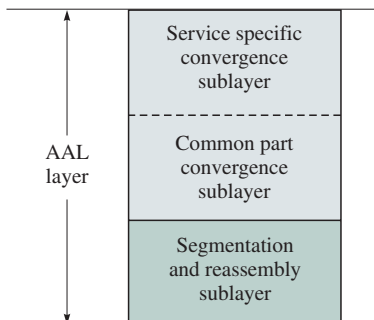 Service specific
convergence
sublayer
Common part
convergence
sublayer
AAL
layer
Segmentation
and reassembly
sublayer